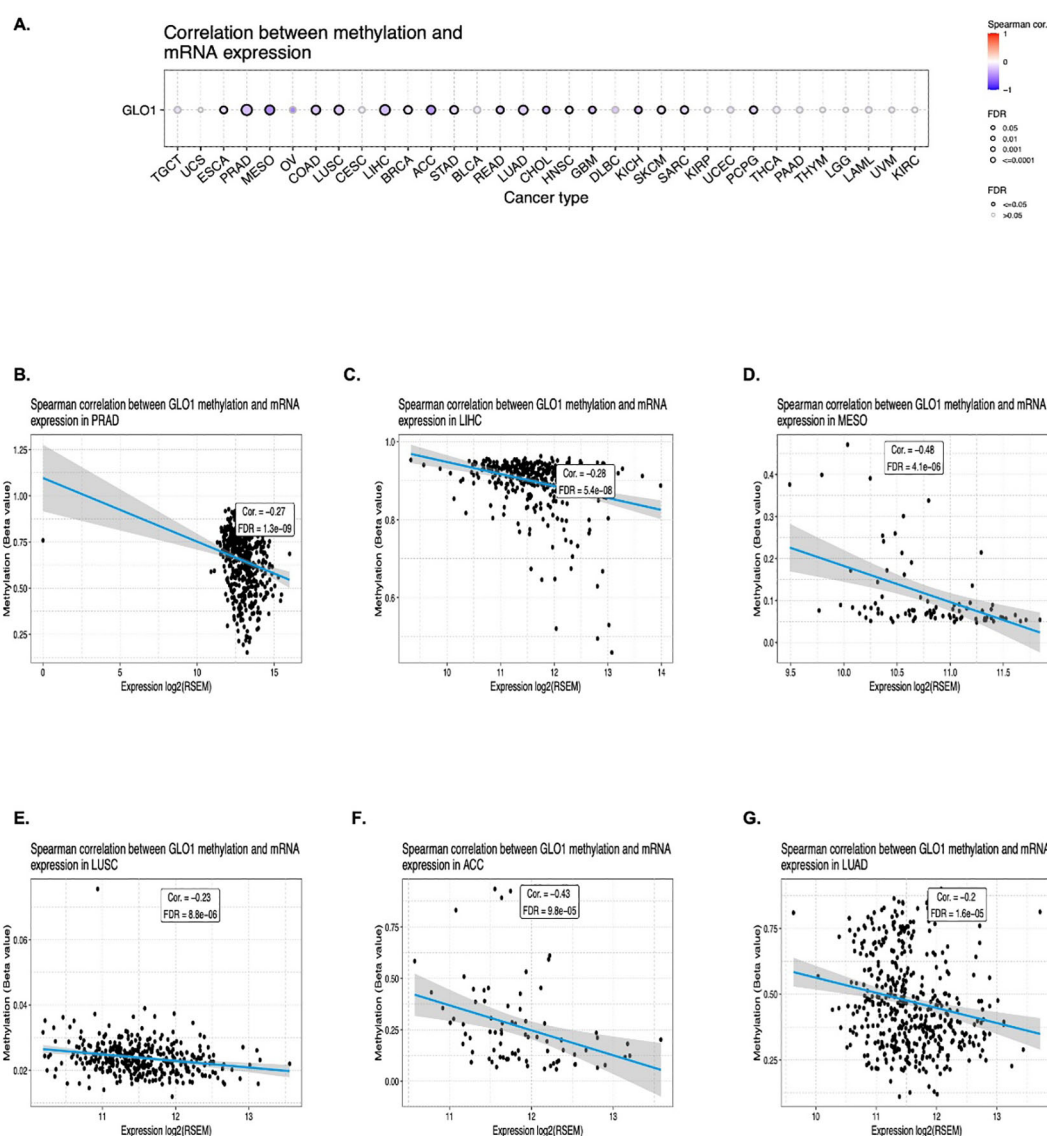 A.
Correlation between methylation and
mRNA expression
GLO1
TGCT UCS ESCA PRAD MESO OV COAD LUSC CESC LIHC BRCA ACC STAD BLCA READ LUAD CHOL HNSC GBM DLBC KICH SKCM SARC KIRP UCEC PCPG THCA PAAD THYM LGG LAML UVM KIRC
Cancer type
Spearman cor.
1
0
−1
FDR
0.05
0.01
0.001
<=0.0001
FDR
<=0.05
>0.05
B.
Spearman correlation between GLO1 methylation and mRNA
expression in PRAD
Methylation (Beta value)
1.25
1.00
0.75
0.50
0.25
Cor. = −0.27
FDR = 1.3e−09
0 5 10 15
Expression log2(RSEM)
C.
Spearman correlation between GLO1 methylation and mRNA
expression in LIHC
Methylation (Beta value)
1.0
0.8
0.6
Cor. = −0.28
FDR = 5.4e−08
10 11 12 13 14
Expression log2(RSEM)
D.
Spearman correlation between GLO1 methylation and mRNA
expression in MESO
Methylation (Beta value)
0.4
0.3
0.2
0.1
0.0
Cor. = −0.48
FDR = 4.1e−06
9.5 10.0 10.5 11.0 11.5
Expression log2(RSEM)
E.
Spearman correlation between GLO1 methylation and mRNA
expression in LUSC
Methylation (Beta value)
0.06
0.04
0.02
Cor. = −0.23
FDR = 8.8e−06
11 12 13
Expression log2(RSEM)
F.
Spearman correlation between GLO1 methylation and mRNA
expression in ACC
Methylation (Beta value)
0.75
0.50
0.25
0.00
Cor. = −0.43
FDR = 9.8e−05
11 12 13
Expression log2(RSEM)
G.
Spearman correlation between GLO1 methylation and mRNA
expression in LUAD
Methylation (Beta value)
0.75
0.50
0.25
Cor. = −0.2
FDR = 1.6e−05
10 11 12 13
Expression log2(RSEM)